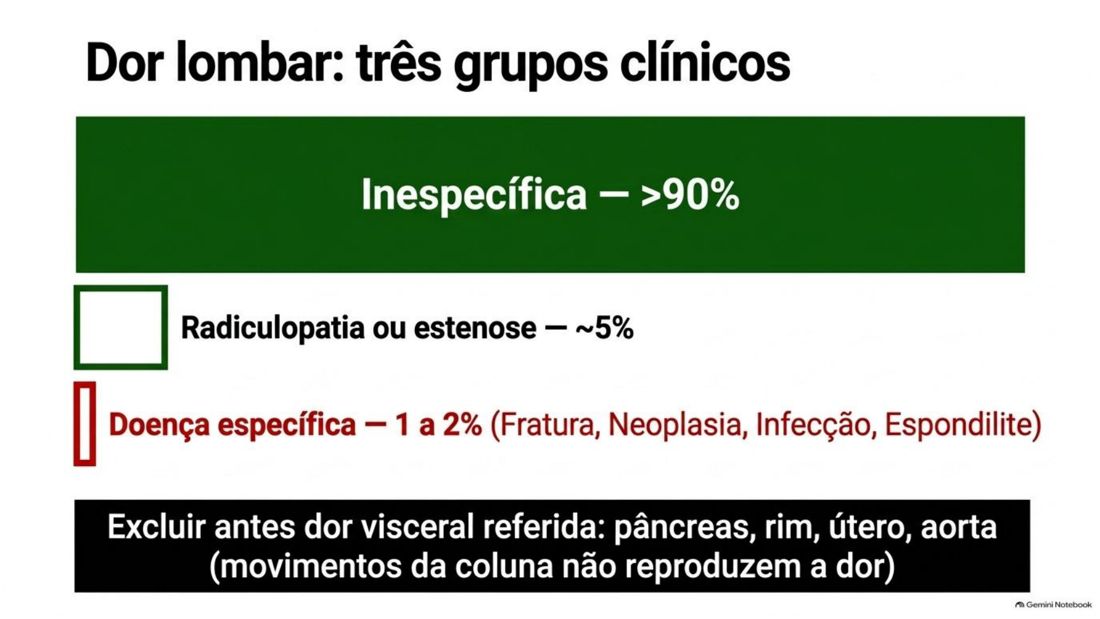 Dor lombar: três grupos clínicos
Inespecífica — >90%
Radiculopatia ou estenose — ~5%
Doença específica — 1 a 2% (Fratura, Neoplasia, Infecção, Espondilite)
Excluir antes dor visceral referida: pâncreas, rim, útero, aorta
(movimentos da coluna não reproduzem a dor)
Gemini Notebook